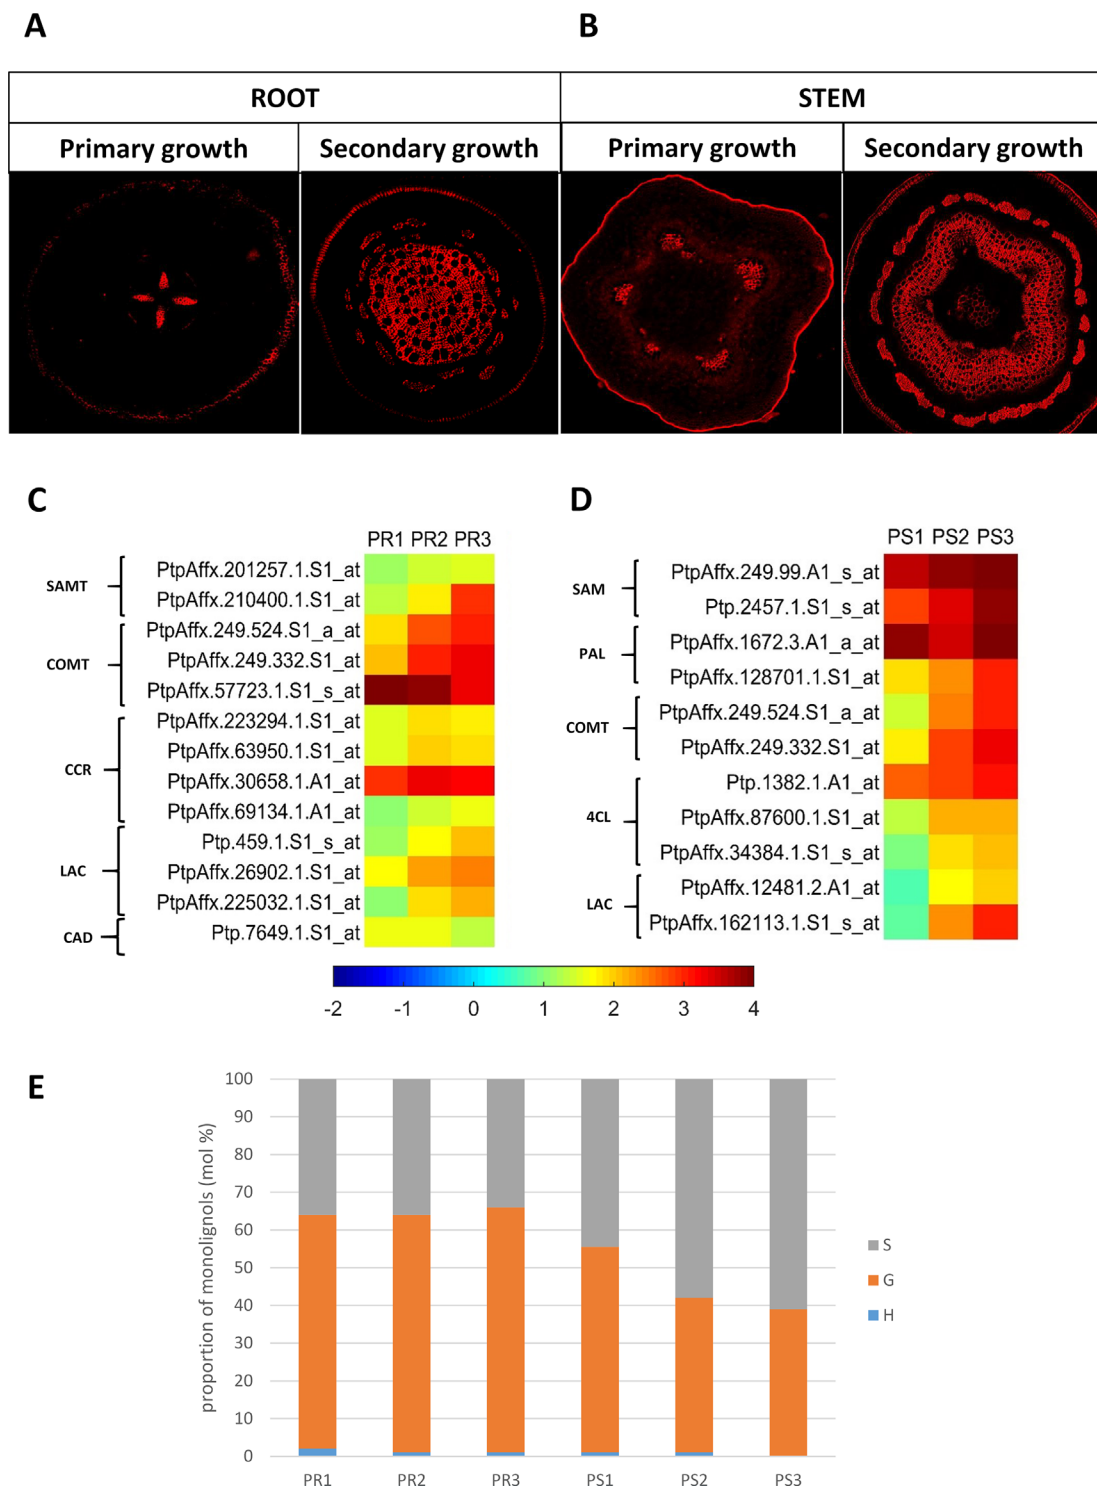 A
B
ROOT
STEM
Primary growth
Secondary growth
Primary growth
Secondary growth
C
PR1 PR2 PR3
SAMT
PtpAffx.201257.1.S1_at
PtpAffx.210400.1.S1_at
COMT
PtpAffx.249.524.S1_a_at
PtpAffx.249.332.S1_at
PtpAffx.57723.1.S1_s_at
CCR
PtpAffx.223294.1.S1_at
PtpAffx.63950.1.S1_at
PtpAffx.30658.1.A1_at
PtpAffx.69134.1.A1_at
LAC
Ptp.459.1.S1_s_at
PtpAffx.26902.1.S1_at
PtpAffx.225032.1.S1_at
CAD
Ptp.7649.1.S1_at
D
PS1 PS2 PS3
SAM
PtpAffx.249.99.A1_s_at
Ptp.2457.1.S1_s_at
PAL
PtpAffx.1672.3.A1_a_at
PtpAffx.128701.1.S1_at
COMT
PtpAffx.249.524.S1_a_at
PtpAffx.249.332.S1_at
4CL
Ptp.1382.1.A1_at
PtpAffx.87600.1.S1_at
PtpAffx.34384.1.S1_s_at
LAC
PtpAffx.12481.2.A1_at
PtpAffx.162113.1.S1_s_at
-2 -1 0 1 2 3 4
E
proportion of monolignols (mol %)
100
90
80
70
60
50
40
30
20
10
0
PR1 PR2 PR3 PS1 PS2 PS3
S
G
H